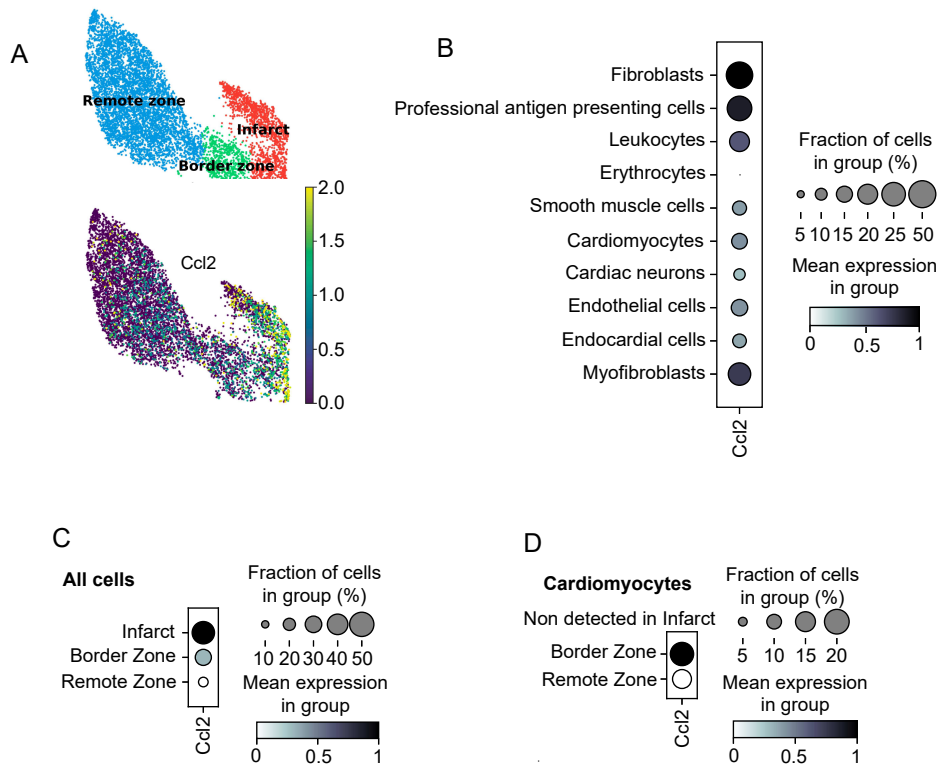 A
Remote zone
Infarct
Border zone
Ccl2
2.0
1.5
1.0
0.5
0.0
B
Fibroblasts
Professional antigen presenting cells
Leukocytes
Erythrocytes
Smooth muscle cells
Cardiomyocytes
Cardiac neurons
Endothelial cells
Endocardial cells
Myofibroblasts
Ccl2
Fraction of cells
in group (%)
5 10 15 20 25 50
Mean expression
in group
0 0.5 1
C
All cells
Infarct
Border Zone
Remote Zone
Ccl2
Fraction of cells
in group (%)
10 20 30 40 50
Mean expression
in group
0 0.5 1
D
Cardiomyocytes
Non detected in Infarct
Border Zone
Remote Zone
Ccl2
Fraction of cells
in group (%)
5 10 15 20
Mean expression
in group
0 0.5 1